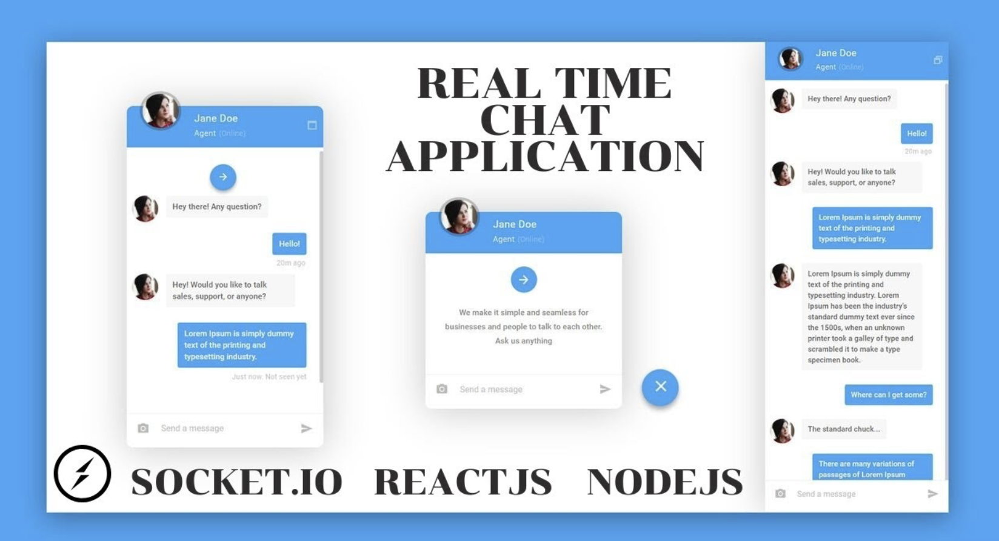 REAL TIME
CHAT
APPLICATION
Jane Doe
Agent (Online)
Hey there! Any question?
Hello!
20m ago
Hey! Would you like to talk
sales, support, or anyone?
Lorem Ipsum is simply dummy
text of the printing and
typesetting industry.
Just now. Not seen yet
Send a message
Jane Doe
Agent (Online)
We make it simple and seamless for
businesses and people to talk to each other.
Ask us anything
Send a message
Jane Doe
Agent (Online)
Hey there! Any question?
Hello!
20m ago
Hey! Would you like to talk
sales, support, or anyone?
Lorem Ipsum is simply dummy
text of the printing and
typesetting industry.
Lorem Ipsum is simply dummy
text of the printing and
typesetting industry. Lorem
Ipsum has been the industry's
standard dummy text ever since
the 1500s, when an unknown
printer took a galley of type and
scrambled it to make a type
specimen book.
Where can I get some?
The standard chuck...
There are many variations of
passages of Lorem Ipsum
Send a message
SOCKET.IO REACTJS NODEJS